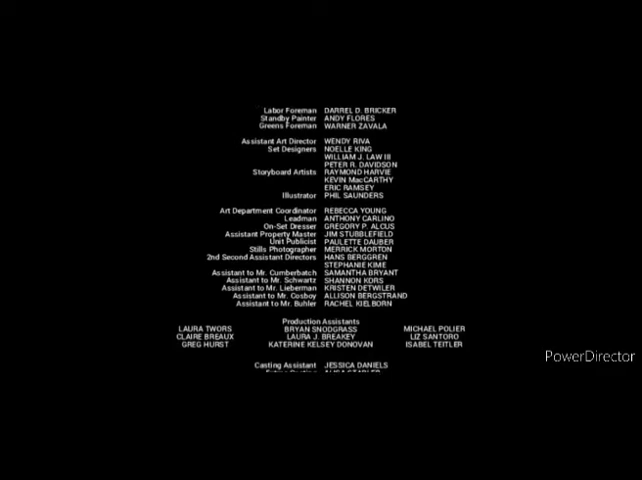 Labor Foreman DARREL D. BRICKER
Standby Painter ANDY FLORES
Greens Foreman WARNER ZAVALA
Assistant Art Director WENDY RIVA
Set Designers NOELLE KING
WILLIAM J. LAW III
PETER R. DAVIDSON
Storyboard Artists RAYMOND HARVIE
KEVIN MacCARTHY
ERIC RAMSEY
Illustrator PHIL SAUNDERS
Art Department Coordinator REBECCA YOUNG
Leadman ANTHONY CARLINO
On-Set Dresser GREGORY P. ALCUS
Assistant Property Master JIM STUBBLEFIELD
Unit Publicist PAULETTE DAUBER
Stills Photographer MERRICK MORTON
2nd Second Assistant Directors HANS BERGGREN
STEPHANIE KIME
Assistant to Mr. Cumberbatch SAMANTHA BRYANT
Assistant to Mr. Schwartz SHANNON KORS
Assistant to Mr. Lieberman KRISTEN DETWILER
Assistant to Mr. Cosboy ALLISON BERGSTRAND
Assistant to Mr. Buhler RACHEL KIELBORN
Production Assistants
LAURA TWORS BRYAN SNODGRASS MICHAEL POLIER
CLAIRE BREAUX LAURA J. BREAKEY LIZ SANTORO
GREG HURST KATERINE KELSEY DONOVAN ISABEL TEITLER
PowerDirector
Casting Assistant JESSICA DANIELS